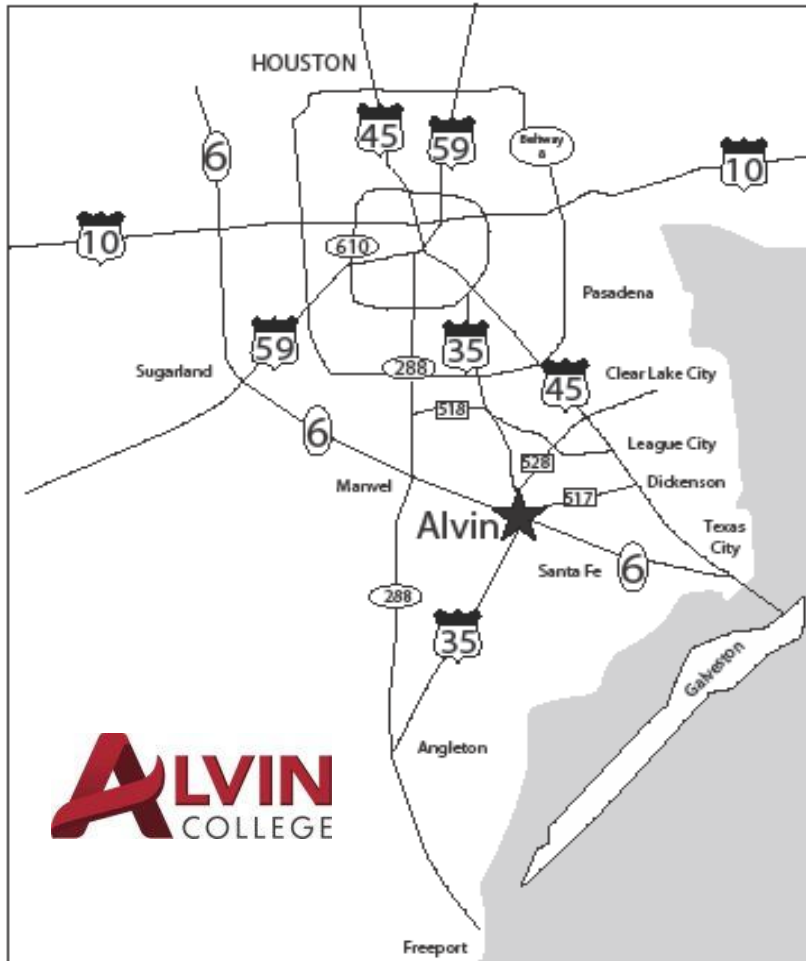 HOUSTON
45
59
Beltway
8
6
10
10
610
Pasadena
59
35
288
Sugarland
45
Clear Lake City
518
6
League City
528
Manvel
Dickenson
517
Alvin
Texas
City
Santa Fe
6
288
35
Galveston
Angleton
ALVIN
COLLEGE
Freeport